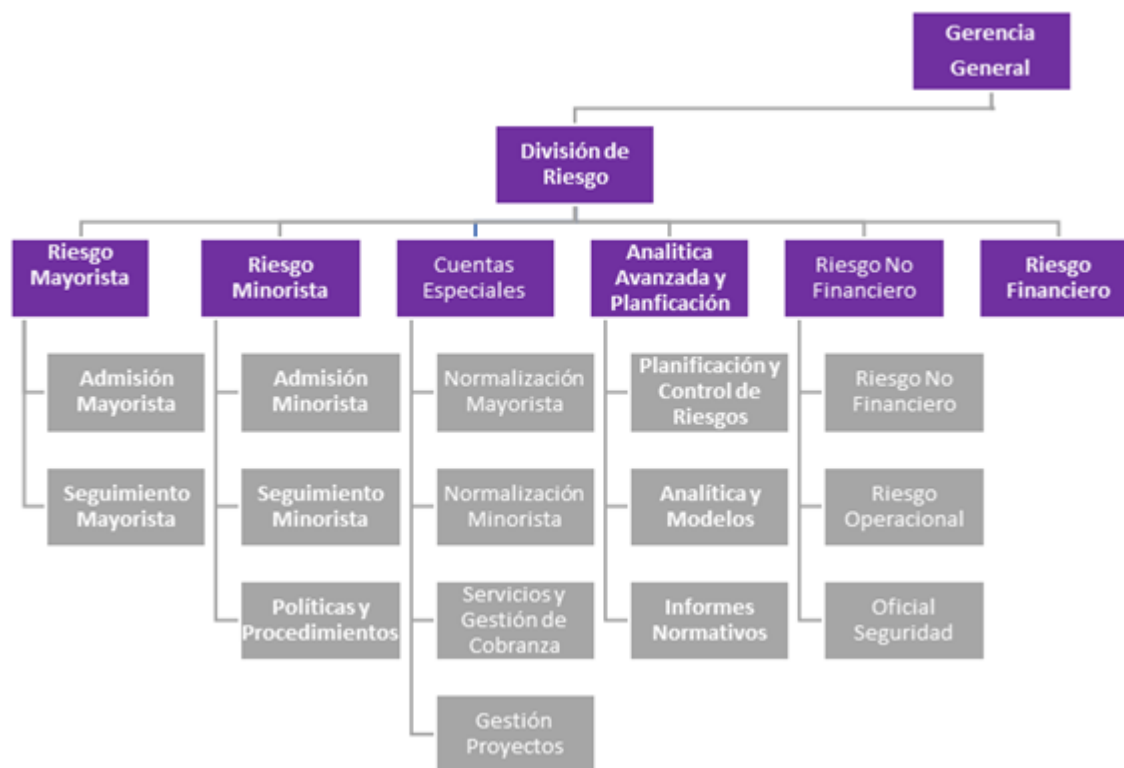 Gerencia
General
División de
Riesgo
Riesgo
Mayorista
Riesgo
Minorista
Cuentas
Especiales
Analitica
Avanzada y
Planficación
Riesgo No
Financiero
Riesgo
Financiero
Admisión
Mayorista
Admisión
Minorista
Normalización
Mayorista
Planificación y
Control de
Riesgos
Riesgo No
Financiero
Seguimiento
Mayorista
Seguimiento
Minorista
Normalización
Minorista
Analítica y
Modelos
Riesgo
Operacional
Políticas y
Procedimientos
Servicios y
Gestión de
Cobranza
Informes
Normativos
Oficial
Seguridad
Gestión
Proyectos